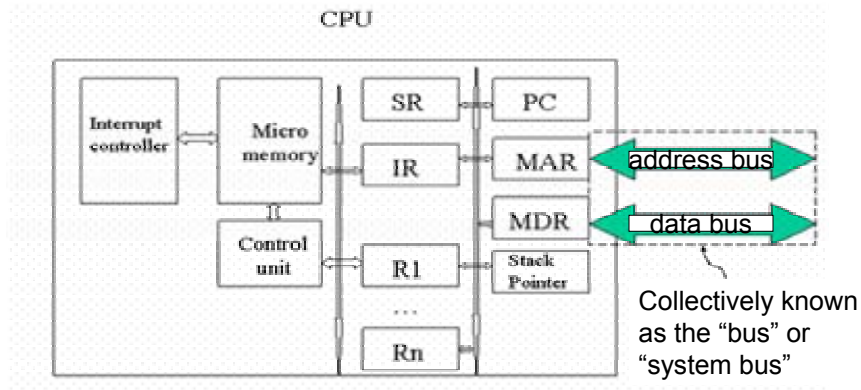 CPU
Interrupt
controller
Micro
memory
Control
unit
SR
IR
R1
...
Rn
PC
MAR
MDR
Stack
Pointer
address bus
data bus
Collectively known
as the “bus” or
“system bus”